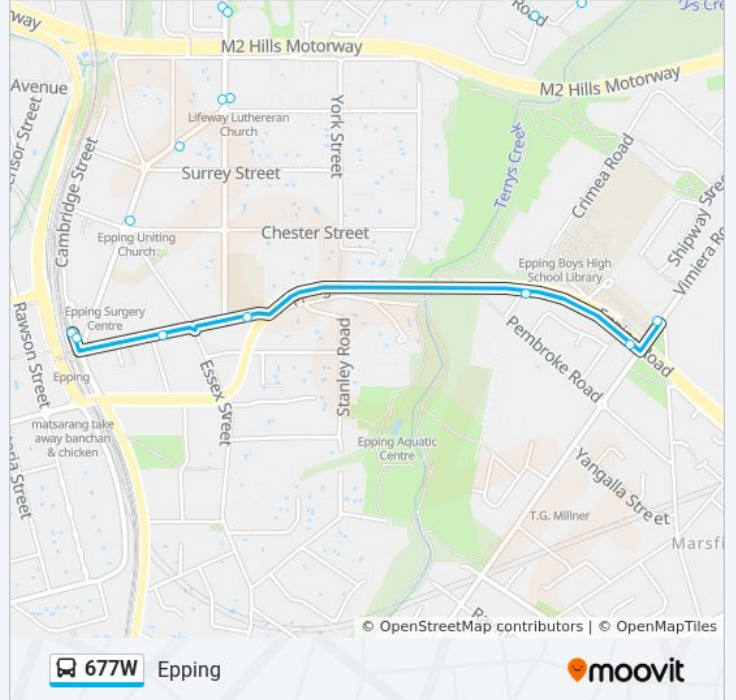 way
Road
M2 Hills Motorway
M2 Hills Motorway
Avenue
York Street
Lifeway Luthereran
Church
Terrys Creek
Crimea Road
Cambridge Street
Surrey Street
Chester Street
Epping Uniting
Church
Epping Boys High
School Library
Shipway Stree
Vimiera Ro
Epping Surgery
Centre
Rawson Street
Pembroke Road
Road
Epping
Essex Street
Stanley Road
matsarang take
away banchan
& chicken
Epping Aquatic
Centre
Yangalla Street
T.G. Millner
Marsfi
© OpenStreetMap contributors | © OpenMapTiles
677W Epping
moovit